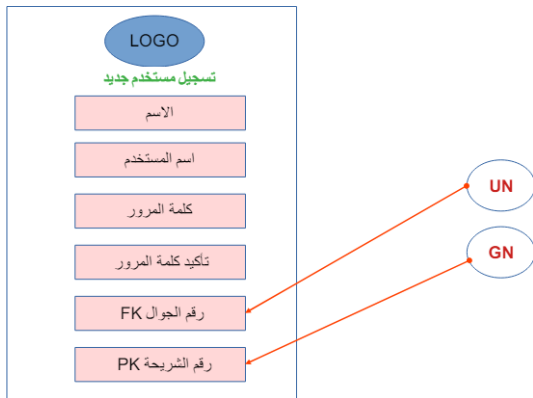 LOGO
تسجيل مستخدم جديد
الاسم
اسم المستخدم
كلمة المرور
تأكيد كلمة المرور
رقم الجوال FK
رقم الشريحة PK
UN
GN